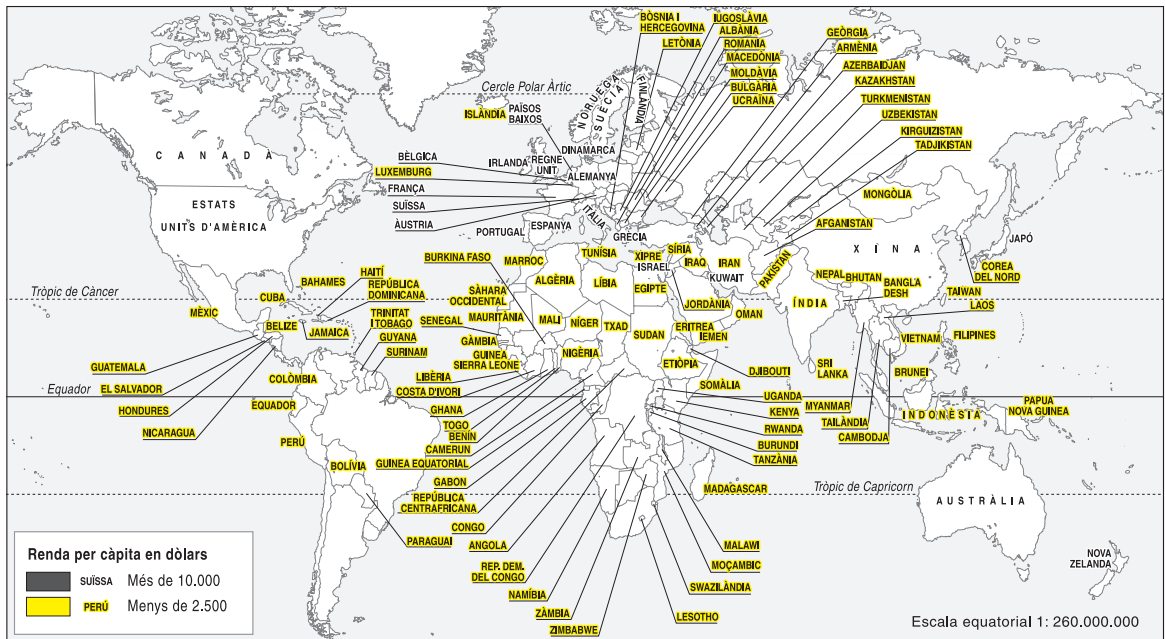 BÒSNIA I
HERCEGOVINA
LETÒNIA
IUGOSLÀVIA
ALBÀNIA
ROMANIA
MACEDÒNIA
MOLDÀVIA
BULGÀRIA
UCRAÏNA
GEÒRGIA
ARMÈNIA
AZERBAIDJAN
KAZAKHSTAN
TURKMENISTAN
UZBEKISTAN
KIRGUIZISTAN
TADJIKISTAN
Cercle Polar Àrtic
ISLÀNDIA
PAÏSOS
BAIXOS
NORUEGA
SUÈCIA
FINLÀNDIA
DINAMARCA
CANADA
BÈLGICA
LUXEMBURG
FRANÇA
SUÏSSA
ÀUSTRIA
IRLANDA
REGNE
UNIT
ALEMANYA
MONGÒLIA
ESTATS
UNITS D'AMÈRICA
PORTUGAL
ESPANYA
ITÀLIA
GRÈCIA
AFGANISTAN
XINA
JAPÓ
BURKINA FASO
MARROC
TUNÍSIA
XIPRE
ISRAEL
SÍRIA
IRAQ
IRAN
KUWAIT
PAKISTAN
NEPAL
BHUTAN
BANGLA
DESH
COREA
DEL NORD
TAIWAN
LAOS
Tròpic de Càncer
MÈXIC
CUBA
BAHAMES
HAITÍ
REPÚBLICA
DOMINICANA
SÀHARA
OCCIDENTAL
ALGÈRIA
LÍBIA
EGIPTE
JORDÀNIA
OMAN
ÍNDIA
BELIZE
JAMAICA
TRINITAT
I TOBAGO
GUYANA
SURINAM
MAURITÀNIA
SENEGAL
GÀMBIA
GUINEA
SIERRA LEONE
MALI
NÍGER
TXAD
SUDAN
ERITREA
IEMEN
NIGÈRIA
ETIÒPIA
DJIBOUTI
SOMÀLIA
SRI
LANKA
VIETNAM
FILIPINES
BRUNEI
GUATEMALA
EL SALVADOR
HONDURES
NICARAGUA
Equador
COLÒMBIA
EQUADOR
PERÚ
BOLÍVIA
PARAGUAI
LIBÈRIA
COSTA D'IVORI
GHANA
TOGO
BENÍN
CAMERUN
GUINEA EQUATORIAL
GABON
REPÚBLICA
CENTRAFRICANA
CONGO
ANGOLA
REP. DEM.
DEL CONGO
NAMÍBIA
ZÀMBIA
ZIMBABWE
UGANDA
KENYA
RWANDA
BURUNDI
TANZÀNIA
MYANMAR
TAILÀNDIA
CAMBODJA
INDONÈSIA
PAPUA
NOVA GUINEA
MADAGASCAR
Tròpic de Capricorn
AUSTRÀLIA
MALAWI
MOÇAMBIC
SWAZILÀNDIA
LESOTHO
NOVA
ZELANDA
Renda per càpita en dòlars
SUÏSSA Més de 10.000
PERÚ Menys de 2.500
Escala equatorial 1: 260.000.000